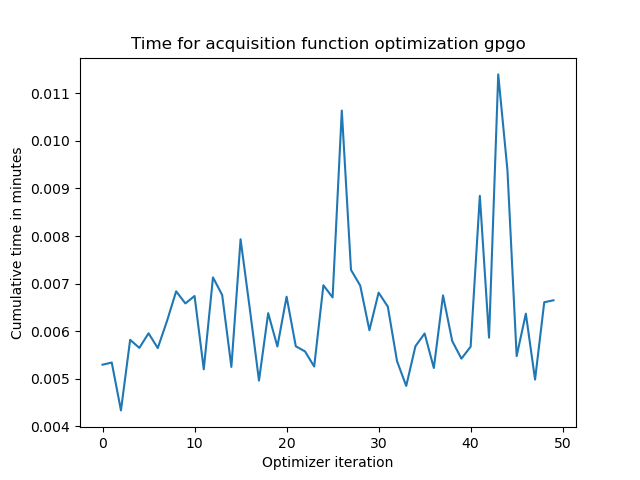 Time for acquisition function optimization gpgo
0.011
0.010
0.009
0.008
0.007
0.006
0.005
0.004
Cumulative time in minutes
0 10 20 30 40 50
Optimizer iteration